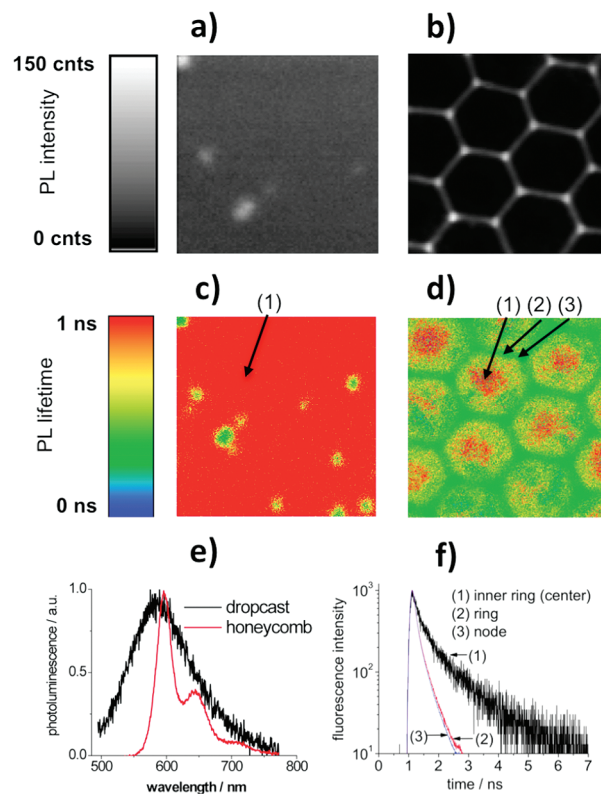 a)
b)
150 cnts
PL intensity
0 cnts
c)
(1)
d)
(1) (2) (3)
1 ns
PL lifetime
0 ns
e)
1.0
0.5
0.0
photoluminescence / a.u.
dropcast
honeycomb
500 600 700 800
wavelength / nm
f)
10³
10²
10¹
fluorescence intensity
(1) inner ring (center)
(2) ring
(3) node
(1)
(3)
(2)
0 1 2 3 4 5 6 7
time / ns